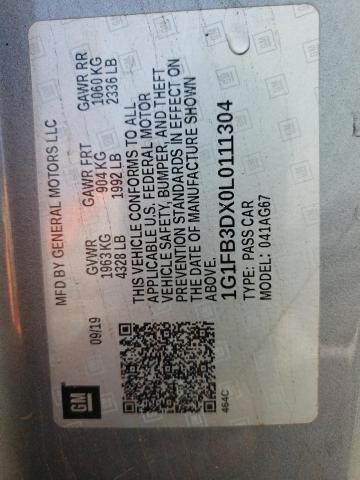 MFD BY GENERAL MOTORS LLC
09/19
GVWR GAWR FRT GAWR RR
1963 KG 904 KG 1060 KG
4328 LB 1992 LB 2336 LB
THIS VEHICLE CONFORMS TO ALL
APPLICABLE U.S. FEDERAL MOTOR
VEHICLE SAFETY, BUMPER, AND THEFT
PREVENTION STANDARDS IN EFFECT ON
THE DATE OF MANUFACTURE SHOWN
ABOVE.
1G1FB3DX0L0111304
TYPE: PASS CAR
MODEL: 041AG67
GM
464C